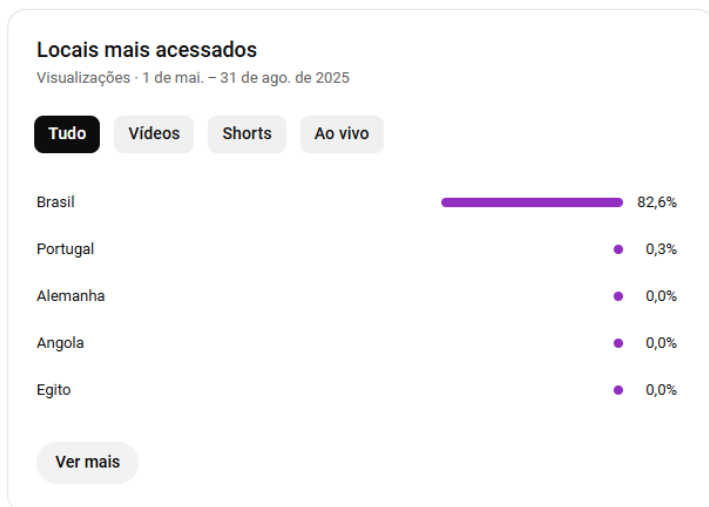 Locais mais acessados
Visualizações · 1 de mai. – 31 de ago. de 2025
Tudo Vídeos Shorts Ao vivo
Brasil 82,6%
Portugal 0,3%
Alemanha 0,0%
Angola 0,0%
Egito 0,0%
Ver mais